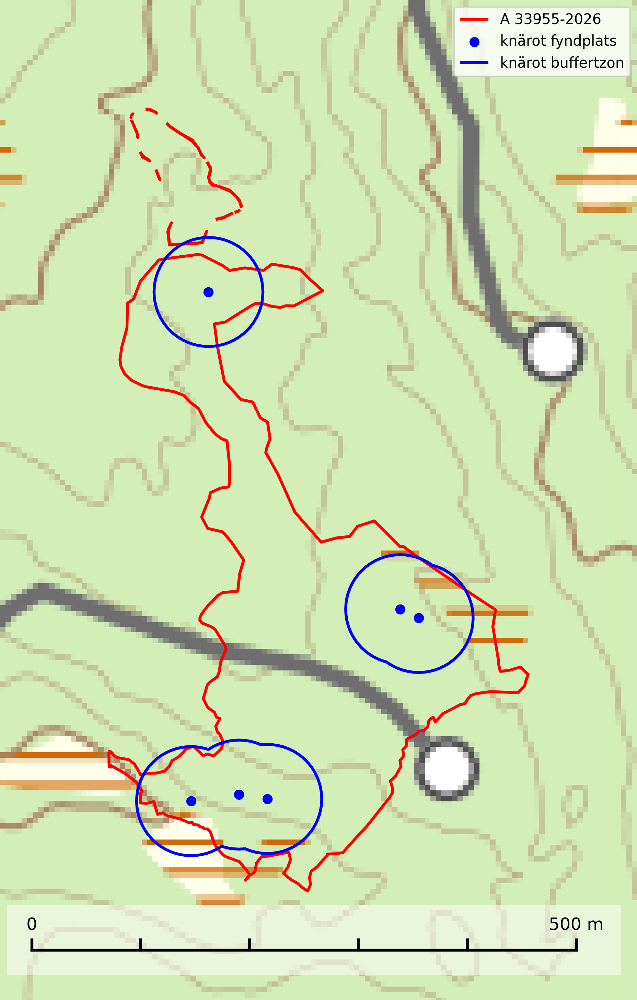 A 33955-2026
knärot fyndplats
knärot buffertzon
0 500 m